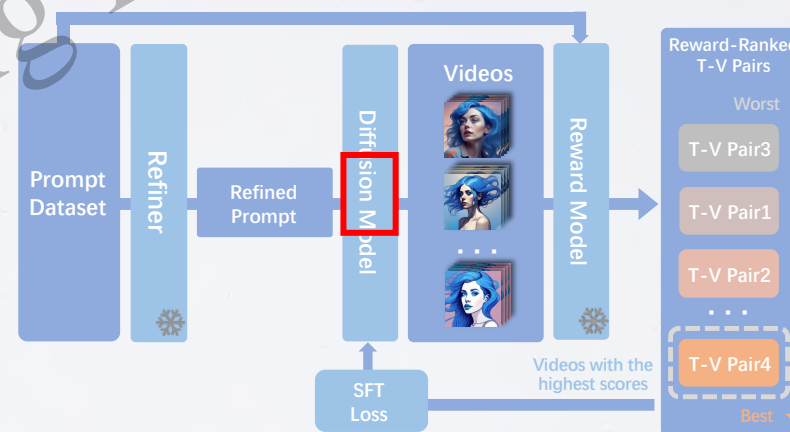 Prompt
Dataset
Refiner
Refined
Prompt
Diffusion Model
Videos
. . .
Reward Model
Reward-Ranked
T-V Pairs
Worst
T-V Pair3
T-V Pair1
T-V Pair2
. . .
T-V Pair4
Best
Videos with the
highest scores
SFT
Loss